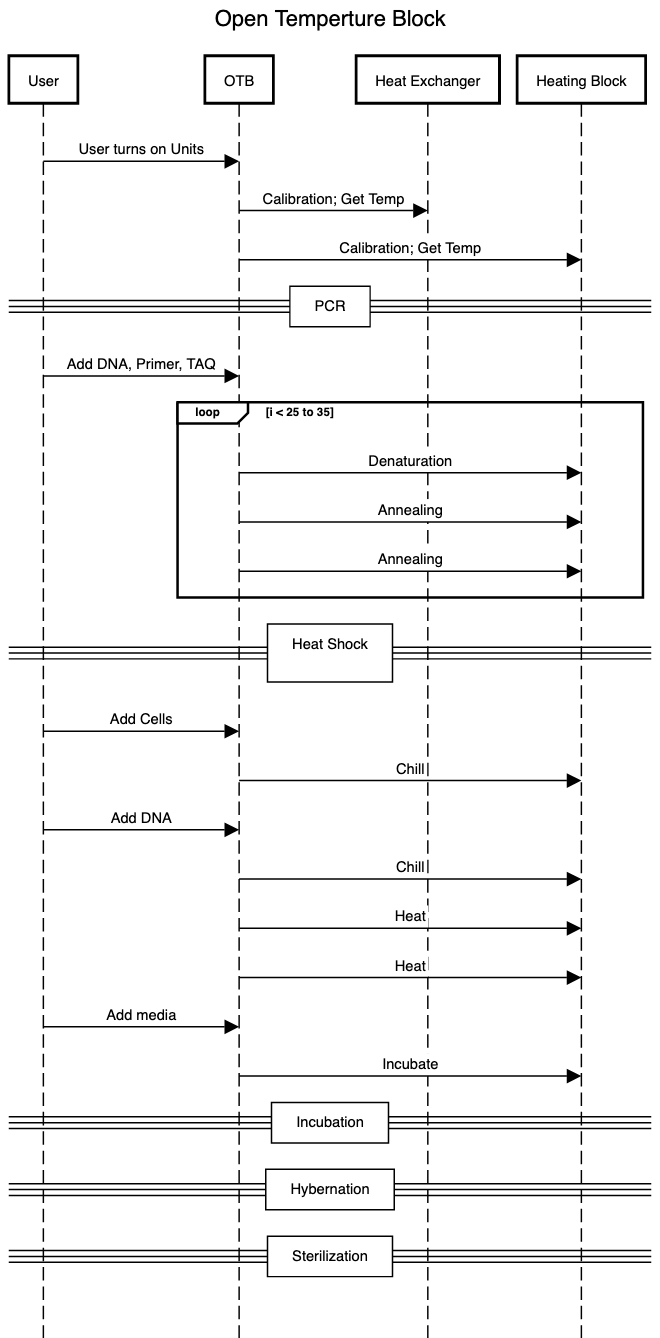 Open Temperture Block
User
OTB
Heat Exchanger
Heating Block
User turns on Units
Calibration; Get Temp
Calibration; Get Temp
PCR
Add DNA, Primer, TAQ
loop [i < 25 to 35]
Denaturation
Annealing
Annealing
Heat Shock
Add Cells
Chill
Add DNA
Chill
Heat
Heat
Add media
Incubate
Incubation
Hybernation
Sterilization